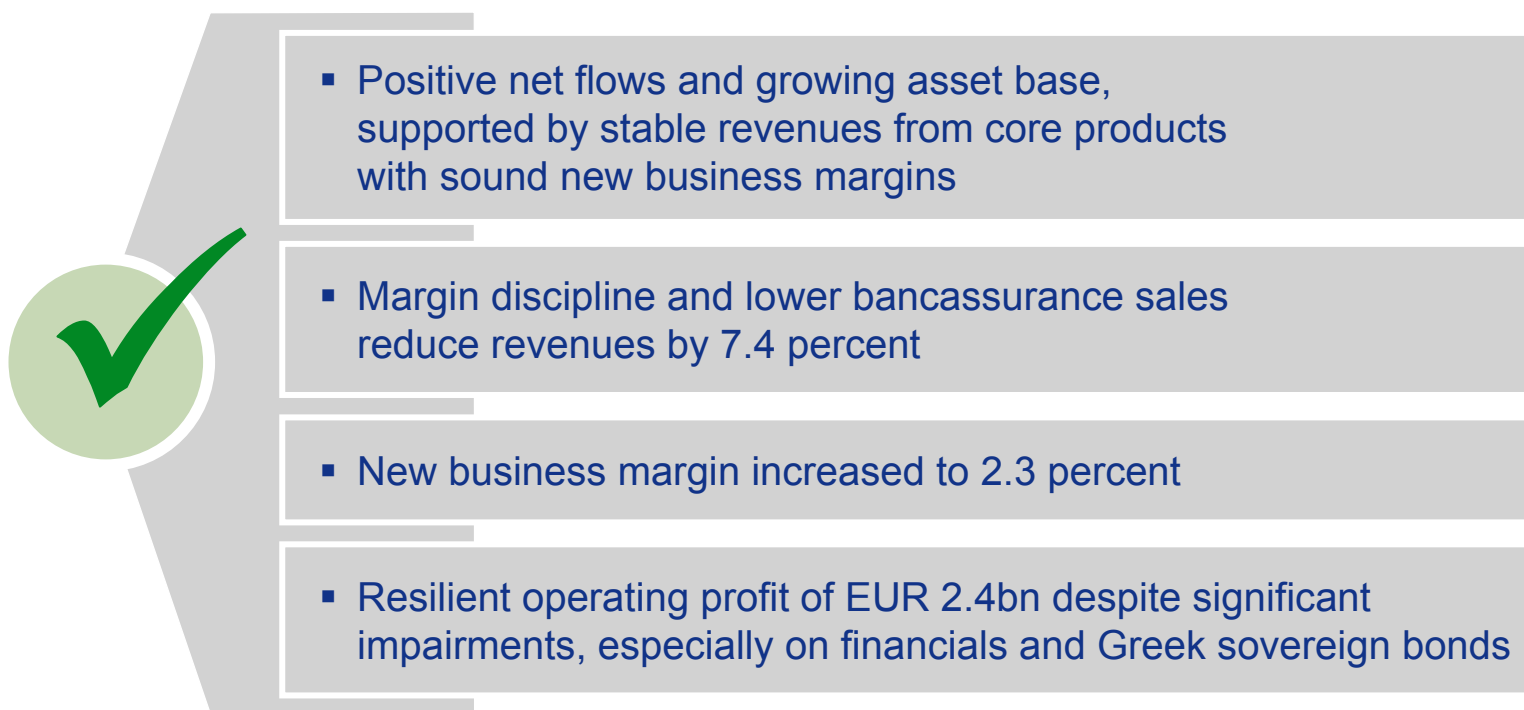 ▪ Positive net flows and growing asset base,
supported by stable revenues from core products
with sound new business margins
▪ Margin discipline and lower bancassurance sales
reduce revenues by 7.4 percent
▪ New business margin increased to 2.3 percent
▪ Resilient operating profit of EUR 2.4bn despite significant
impairments, especially on financials and Greek sovereign bonds